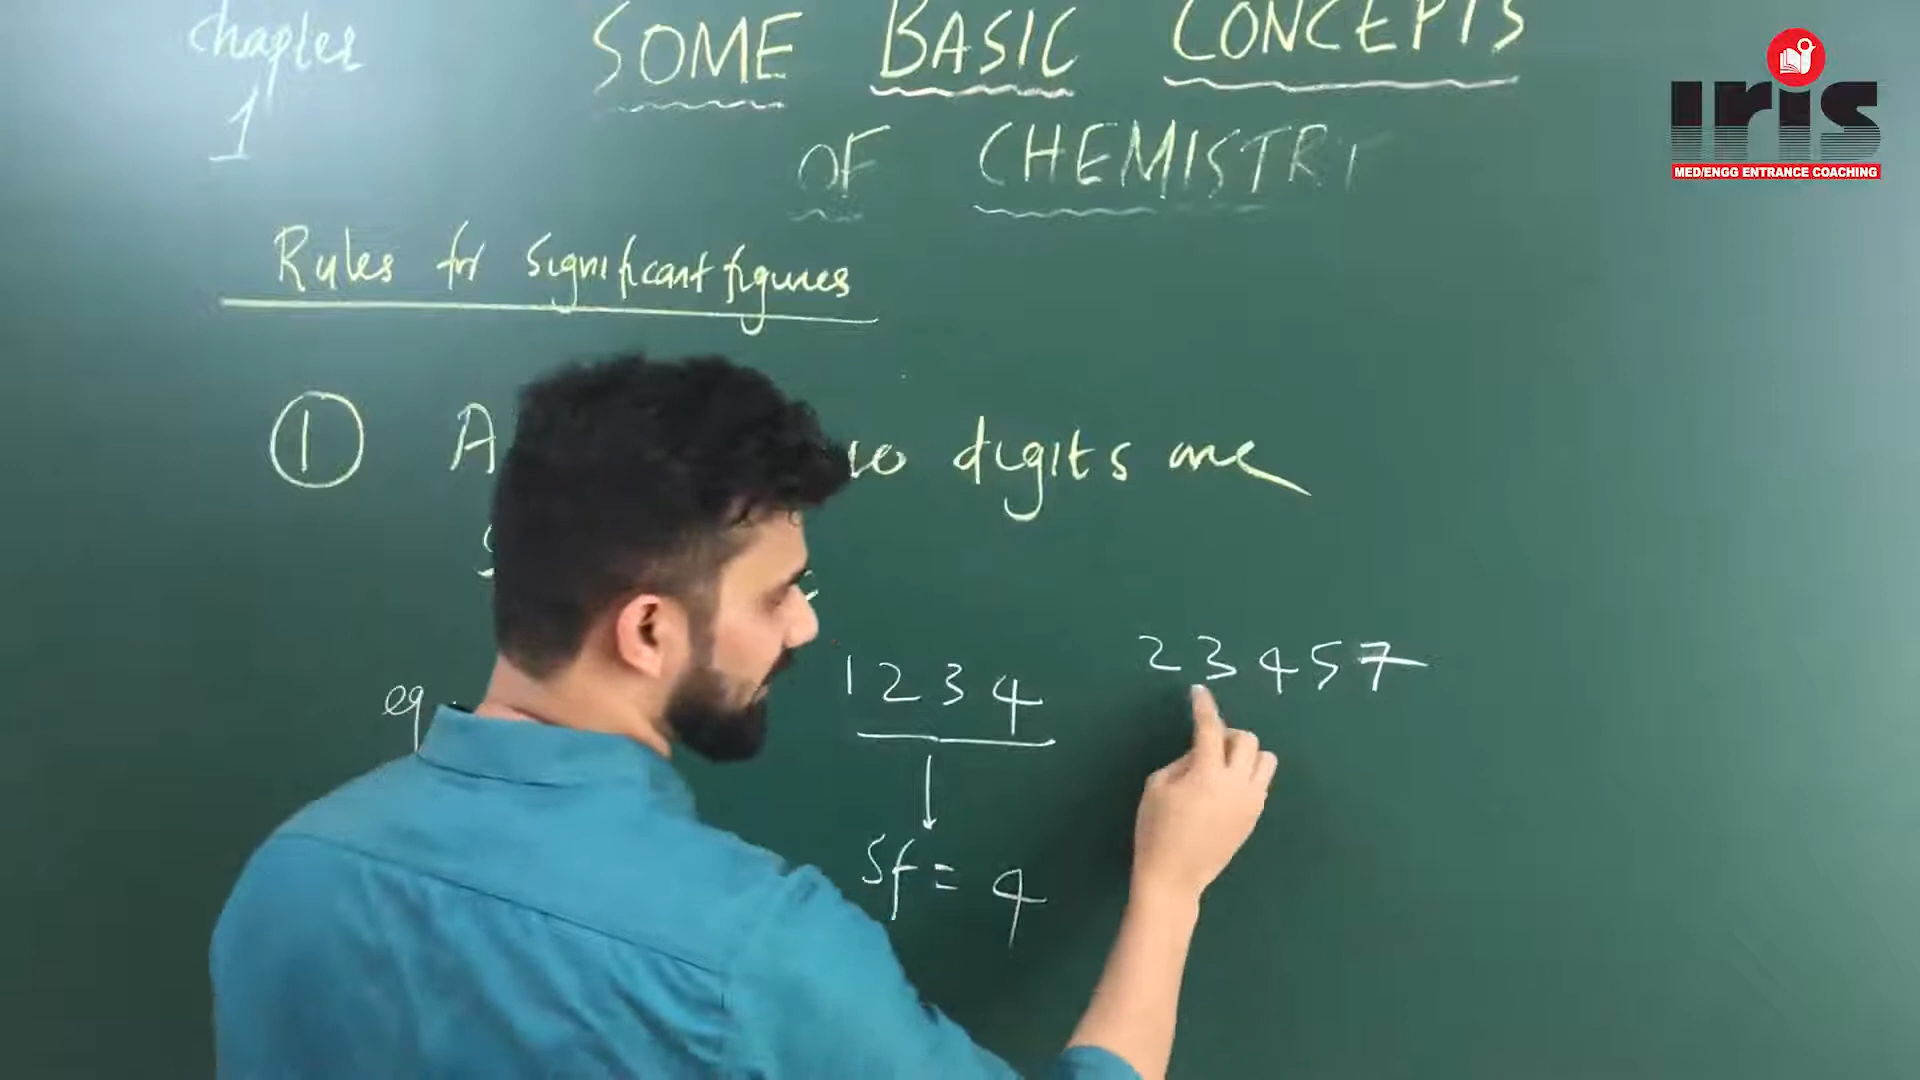 Chapter
1
SOME BASIC CONCEPTS
OF CHEMISTRY
Rules for Significant figures
① digits are
eg
1234
23457
Sf = 4
Iris
MED/ENGG ENTRANCE COACHING